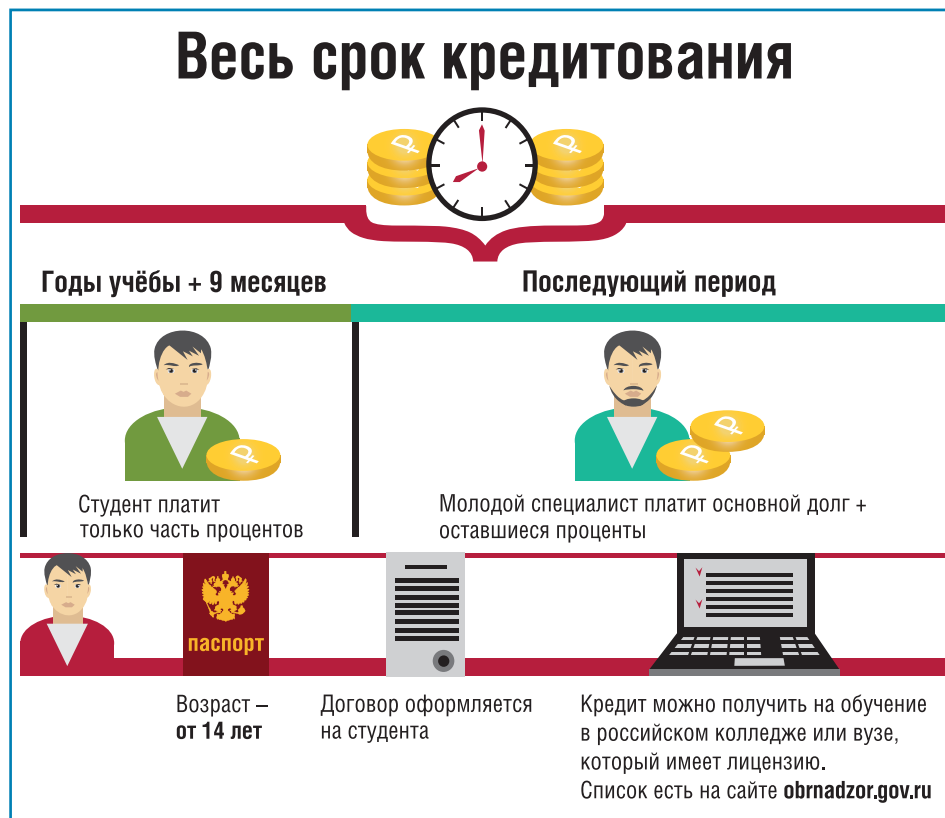 Весь срок кредитования
₽ ₽
Годы учёбы + 9 месяцев
Последующий период
₽
₽ ₽
Студент платит
только часть процентов
Молодой специалист платит основной долг +
оставшиеся проценты
паспорт
Возраст –
от 14 лет
Договор оформляется
на студента
Кредит можно получить на обучение
в российском колледже или вузе,
который имеет лицензию.
Список есть на сайте obrnadzor.gov.ru